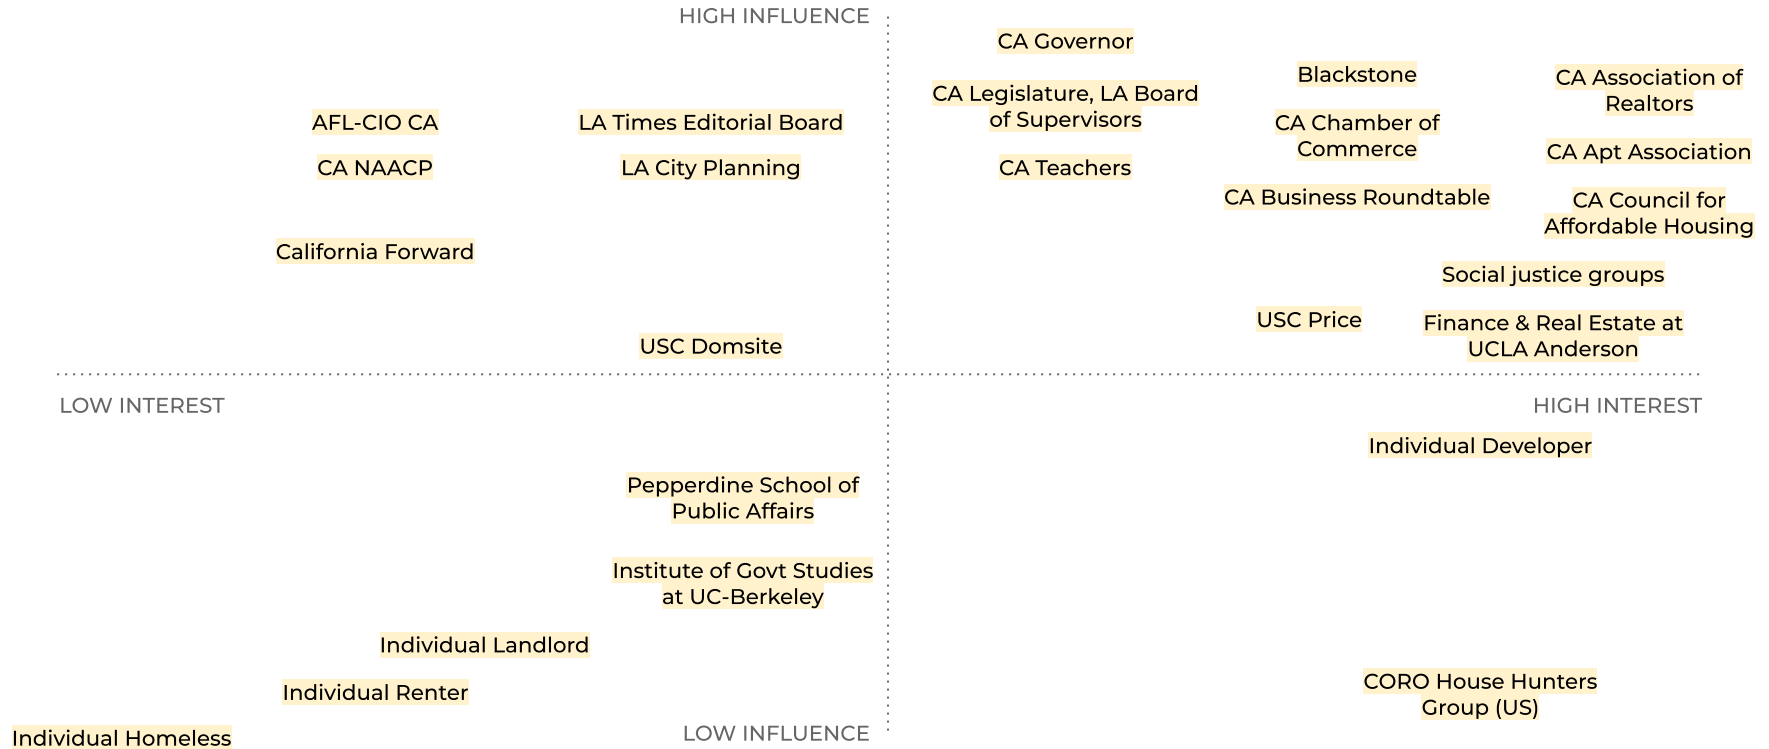 HIGH INFLUENCE
CA Governor
Blackstone
CA Association of
Realtors
CA Legislature, LA Board
of Supervisors
AFL-CIO CA
LA Times Editorial Board
CA Chamber of
Commerce
CA Apt Association
CA NAACP
LA City Planning
CA Teachers
CA Business Roundtable
CA Council for
Affordable Housing
California Forward
Social justice groups
USC Price
Finance & Real Estate at
UCLA Anderson
USC Domsite
LOW INTEREST
HIGH INTEREST
Individual Developer
Pepperdine School of
Public Affairs
Institute of Govt Studies
at UC-Berkeley
Individual Landlord
Individual Renter
CORO House Hunters
Group (US)
Individual Homeless
LOW INFLUENCE